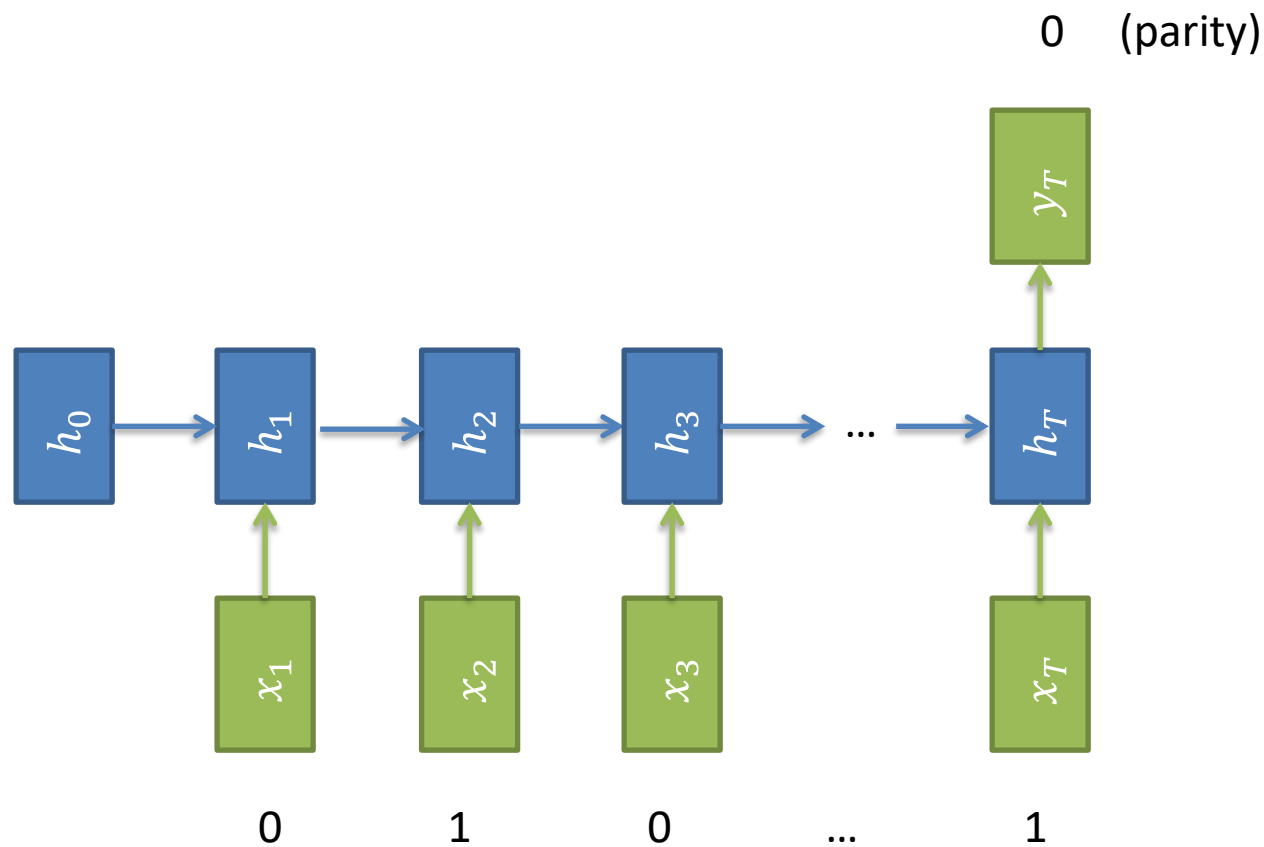 0 (parity)
y_T
h_0 h_1 h_2 h_3 ... h_T
x_1 x_2 x_3 x_T
0 1 0 ... 1